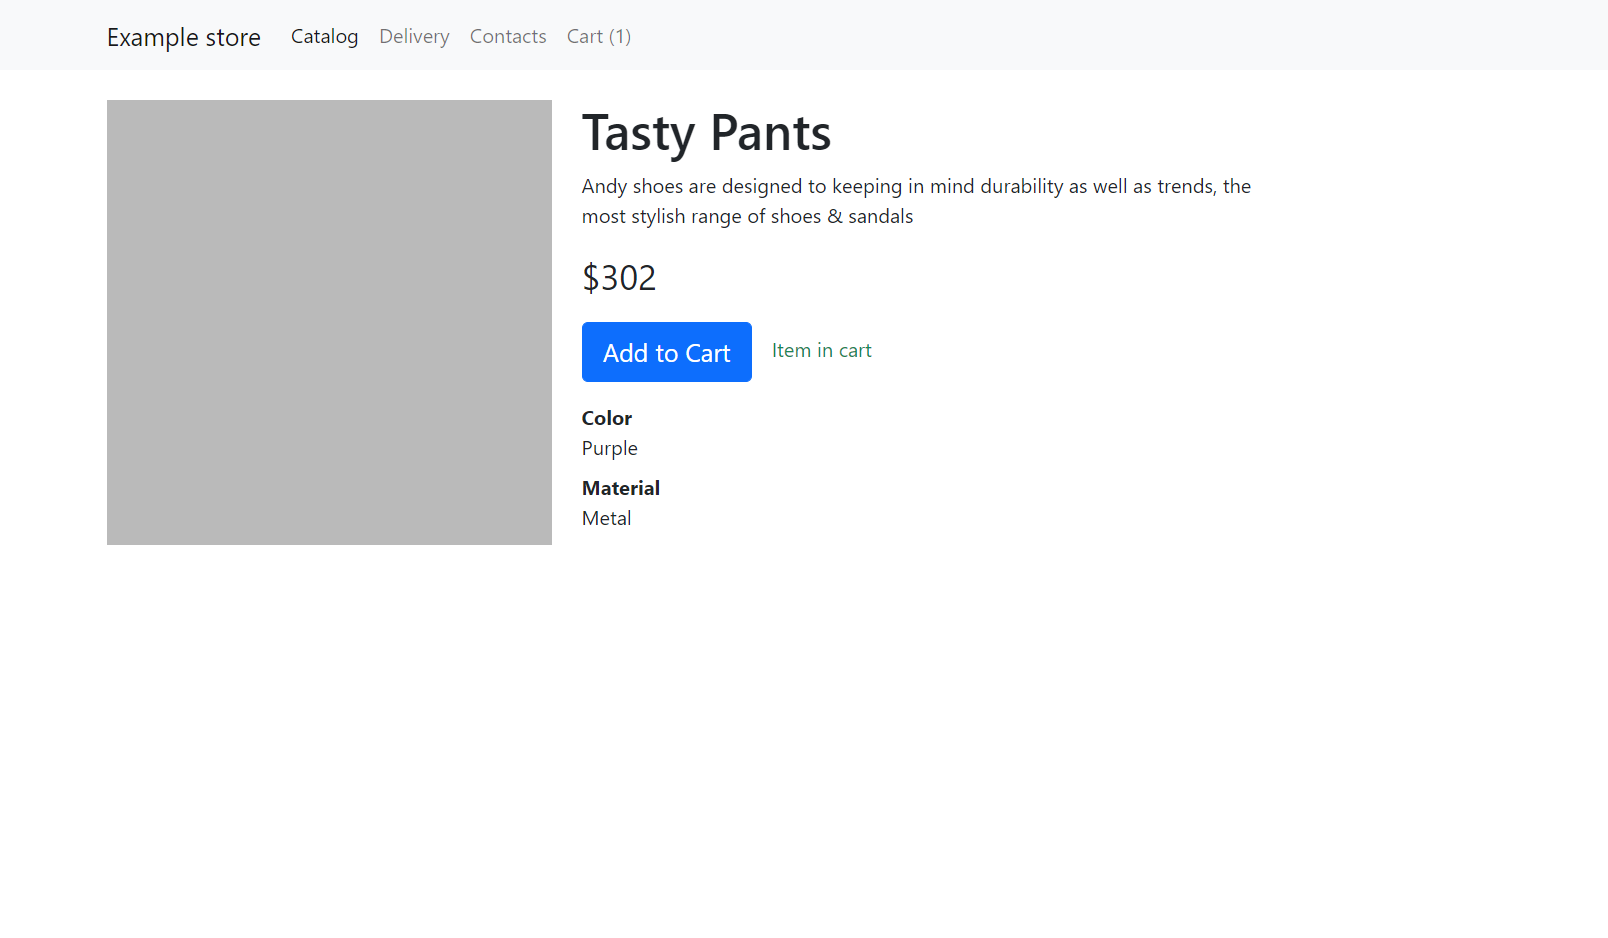 Example store Catalog Delivery Contacts Cart (1)
Tasty Pants
Andy shoes are designed to keeping in mind durability as well as trends, the
most stylish range of shoes & sandals
$302
Add to Cart Item in cart
Color
Purple
Material
Metal